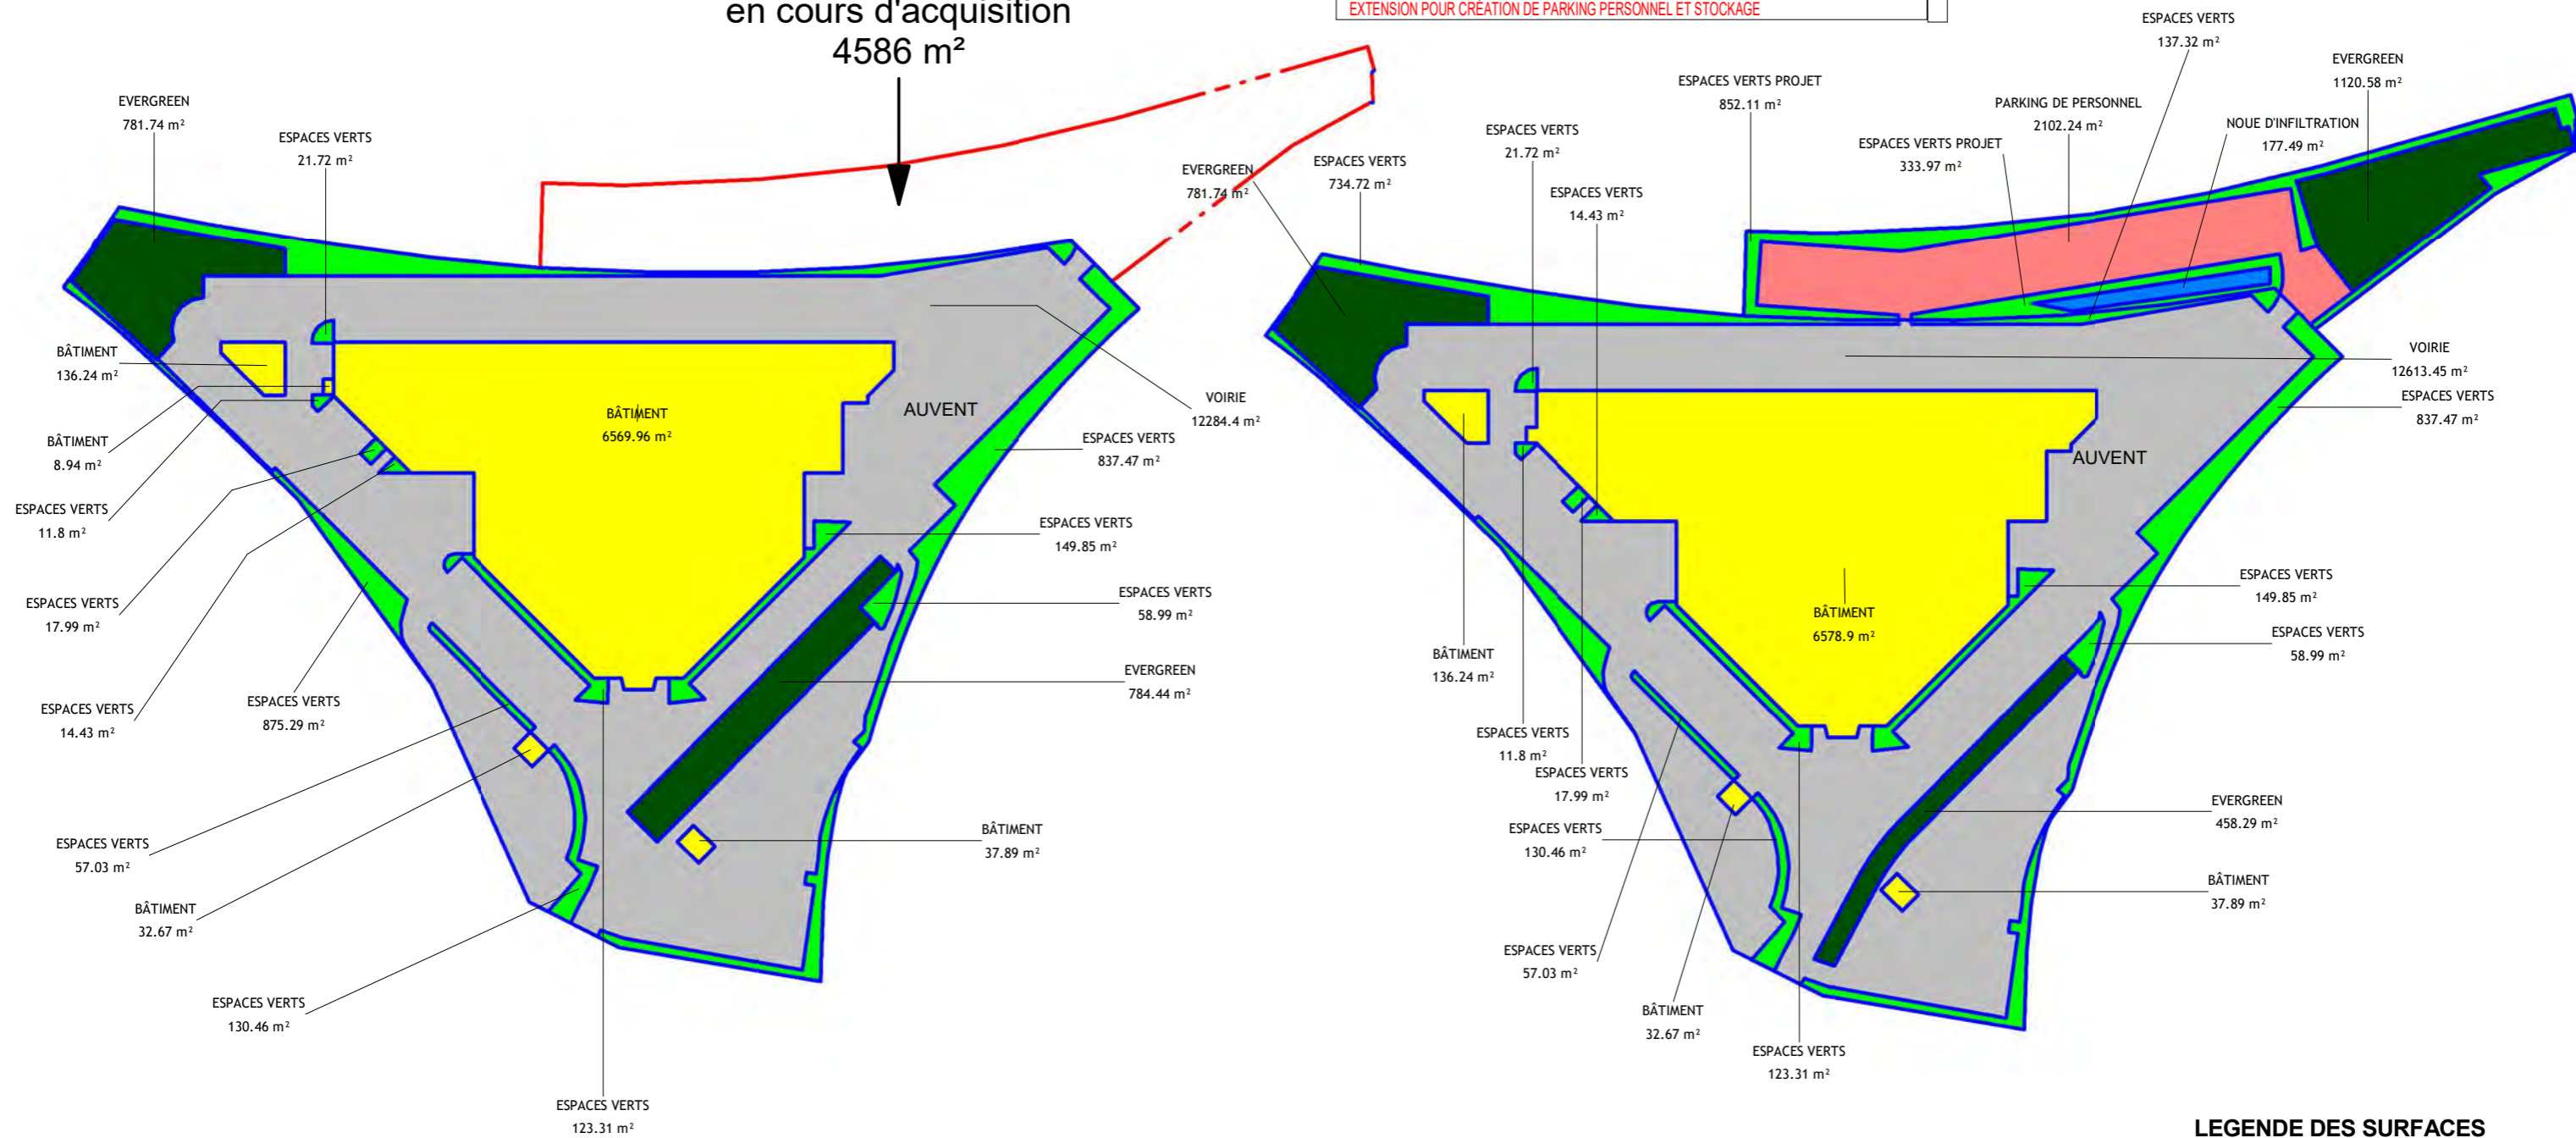 en cours d'acquisition
4586 m²
EVERGREEN
781.74 m²
ESPACES VERTS
21.72 m²
BÂTIMENT
136.24 m²
BÂTIMENT
8.94 m²
ESPACES VERTS
11.8 m²
ESPACES VERTS
17.99 m²
ESPACES VERTS
14.43 m²
ESPACES VERTS
875.29 m²
ESPACES VERTS
57.03 m²
BÂTIMENT
32.67 m²
ESPACES VERTS
130.46 m²
ESPACES VERTS
123.31 m²
BÂTIMENT
6569.96 m²
AUVENT
VOIRIE
12284.4 m²
ESPACES VERTS
837.47 m²
ESPACES VERTS
149.85 m²
ESPACES VERTS
58.99 m²
EVERGREEN
784.44 m²
BÂTIMENT
37.89 m²
EXTENSION POUR CRÉATION DE PARKING PERSONNEL ET STOCKAGE
EVERGREEN
781.74 m²
ESPACES VERTS
734.72 m²
ESPACES VERTS
21.72 m²
ESPACES VERTS
14.43 m²
ESPACES VERTS PROJET
852.11 m²
ESPACES VERTS PROJET
333.97 m²
PARKING DE PERSONNEL
2102.24 m²
ESPACES VERTS
137.32 m²
NOUE D'INFILTRATION
177.49 m²
EVERGREEN
1120.58 m²
VOIRIE
12613.45 m²
ESPACES VERTS
837.47 m²
AUVENT
ESPACES VERTS
149.85 m²
ESPACES VERTS
58.99 m²
BÂTIMENT
6578.9 m²
BÂTIMENT
136.24 m²
ESPACES VERTS
11.8 m²
ESPACES VERTS
17.99 m²
ESPACES VERTS
130.46 m²
ESPACES VERTS
57.03 m²
BÂTIMENT
32.67 m²
ESPACES VERTS
123.31 m²
EVERGREEN
458.29 m²
BÂTIMENT
37.89 m²
LEGENDE DES SURFACES